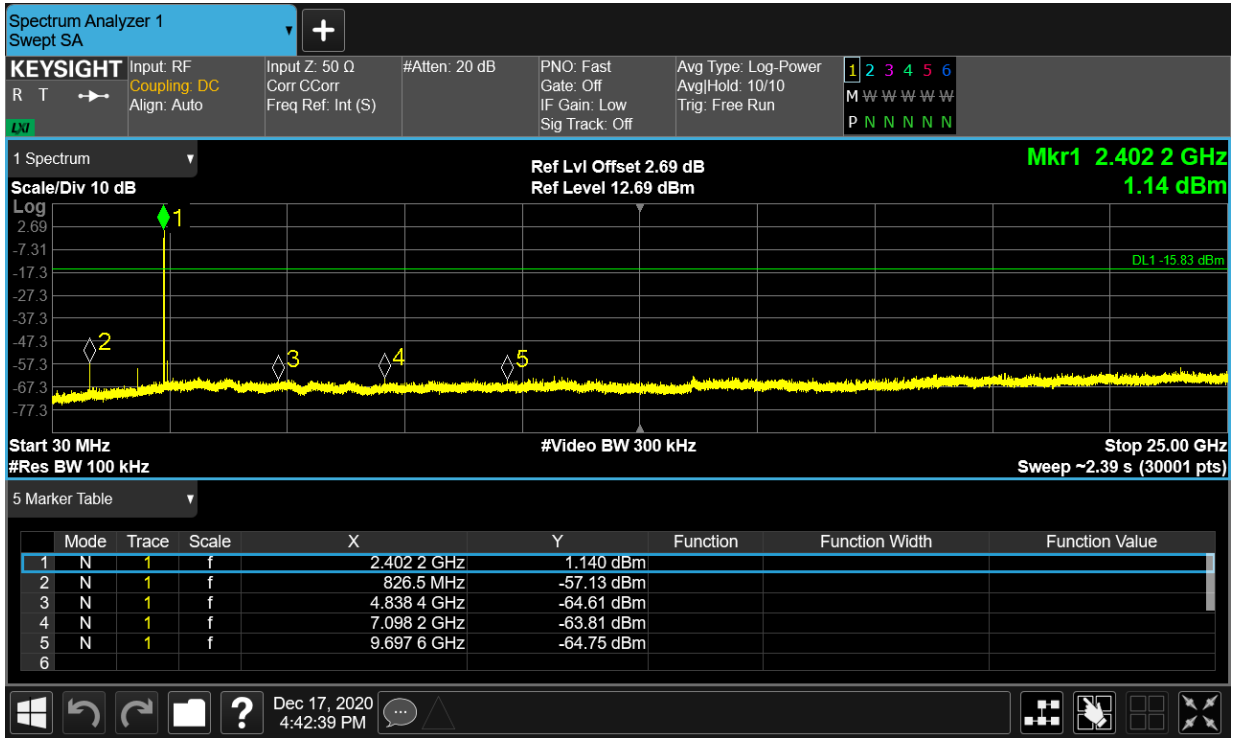 Spectrum Analyzer 1
Swept SA
+
KEYSIGHT Input: RF Input Z: 50 Ω #Atten: 20 dB PNO: Fast Avg Type: Log-Power 1 2 3 4 5 6
R T Coupling: DC Corr CCorr Gate: Off Avg|Hold: 10/10 M W W W W W
Align: Auto Freq Ref: Int (S) IF Gain: Low Trig: Free Run
LXI Sig Track: Off P N N N N N
1 Spectrum
Ref Lvl Offset 2.69 dB Mkr1 2.402 2 GHz
Scale/Div 10 dB Ref Level 12.69 dBm 1.14 dBm
Log
1
2.69
-7.31
DL1 -15.83 dBm
-17.3
-27.3
-37.3
-47.3
2
-57.3
3 4 5
-67.3
-77.3
Start 30 MHz #Video BW 300 kHz Stop 25.00 GHz
#Res BW 100 kHz Sweep ~2.39 s (30001 pts)
5 Marker Table
Mode Trace Scale X Y Function Function Width Function Value
1 N 1 f 2.402 2 GHz 1.140 dBm
2 N 1 f 826.5 MHz -57.13 dBm
3 N 1 f 4.838 4 GHz -64.61 dBm
4 N 1 f 7.098 2 GHz -63.81 dBm
5 N 1 f 9.697 6 GHz -64.75 dBm
6
? Dec 17, 2020
4:42:39 PM